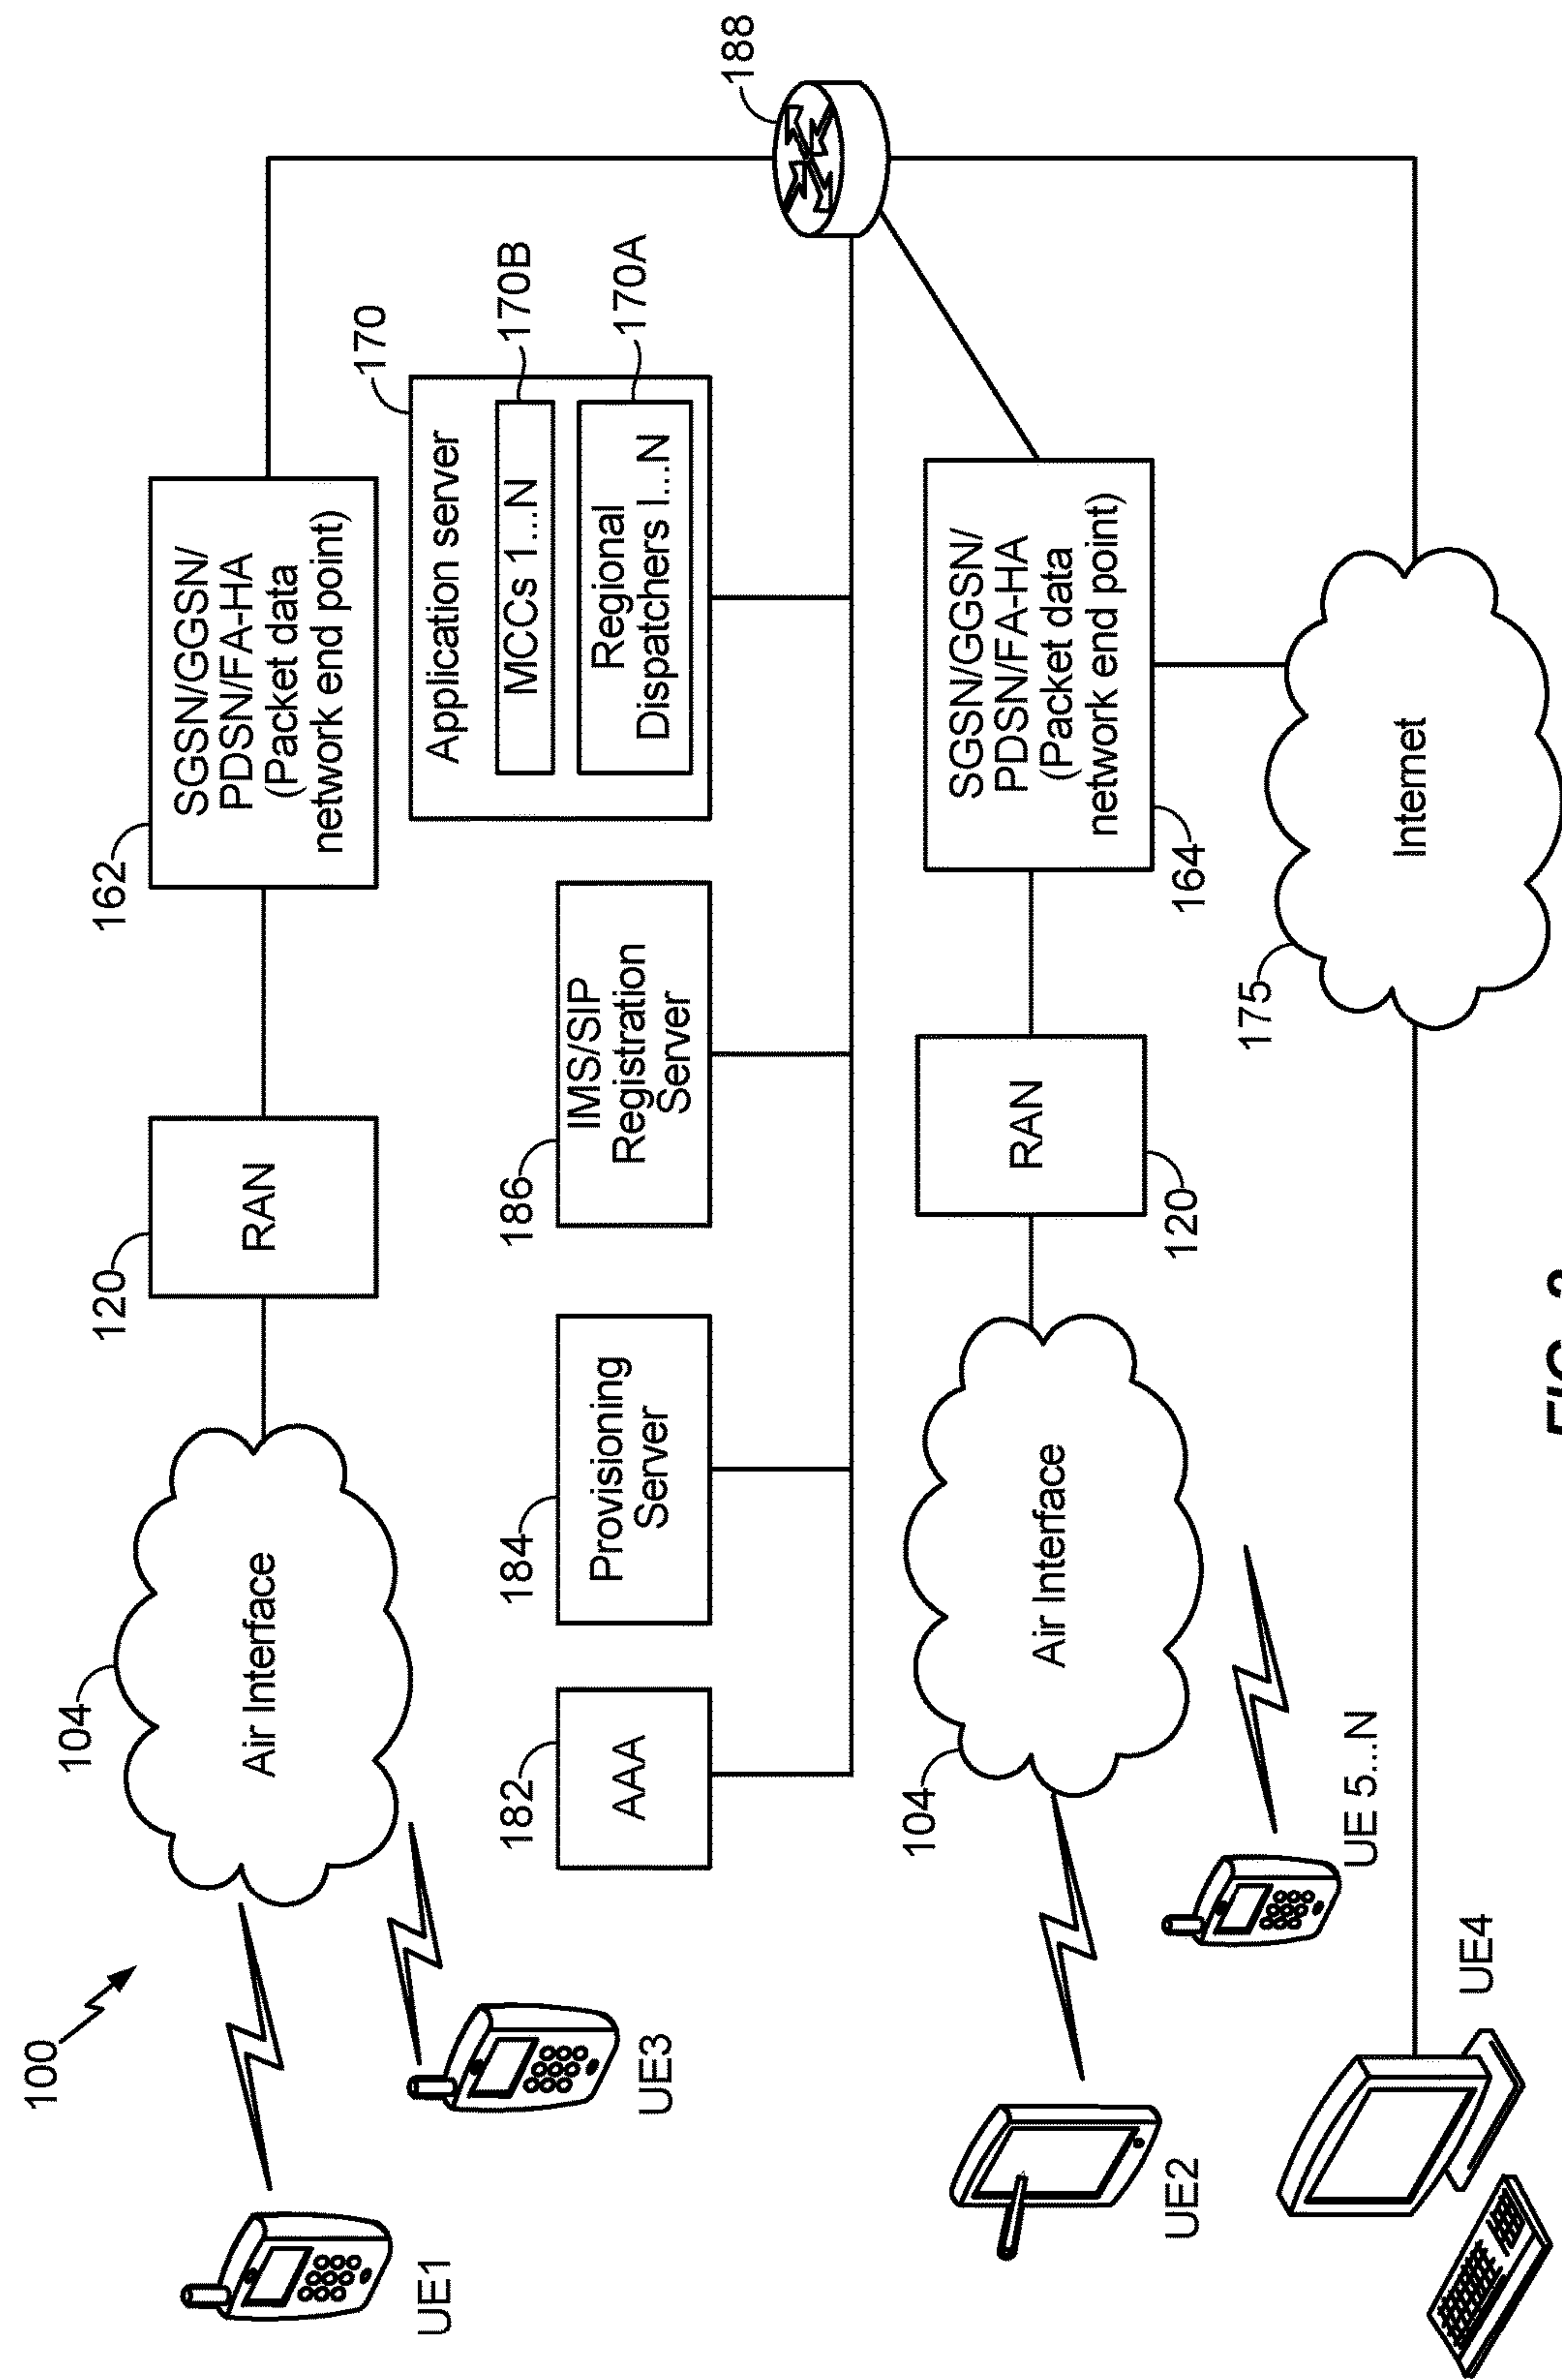 100
104
Air Interface
120
RAN
162
SGSN/GGSN/
PDSN/FA-HA
(Packet data
network end point)
UE1
UE3
182
AAA
184
Provisioning
Server
186
IMS/SIP
Registration
Server
170
Application server
MCCs 1...N
170B
Regional
Dispatchers I...N
170A
188
104
Air Interface
120
RAN
164
SGSN/GGSN/
PDSN/FA-HA
(Packet data
network end point)
UE2
UE 5...N
175
Internet
UE4
FIG.